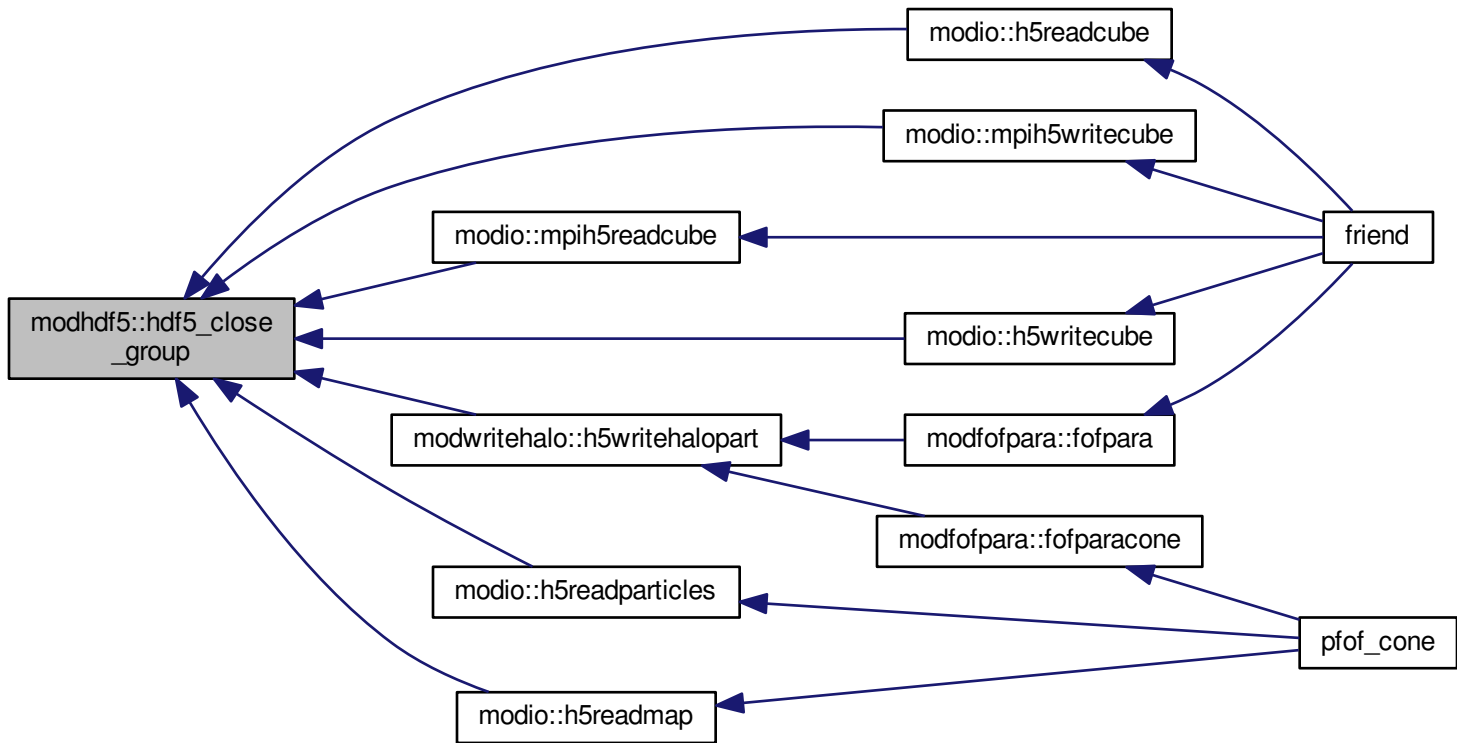 modio::h5readcube
modio::mpih5writecube
modio::mpih5readcube
friend
modhdf5::hdf5_close
_group
modio::h5writecube
modwritehalo::h5writehalopart
modfofpara::fofpara
modfofpara::fofparacone
modio::h5readparticles
pfof_cone
modio::h5readmap